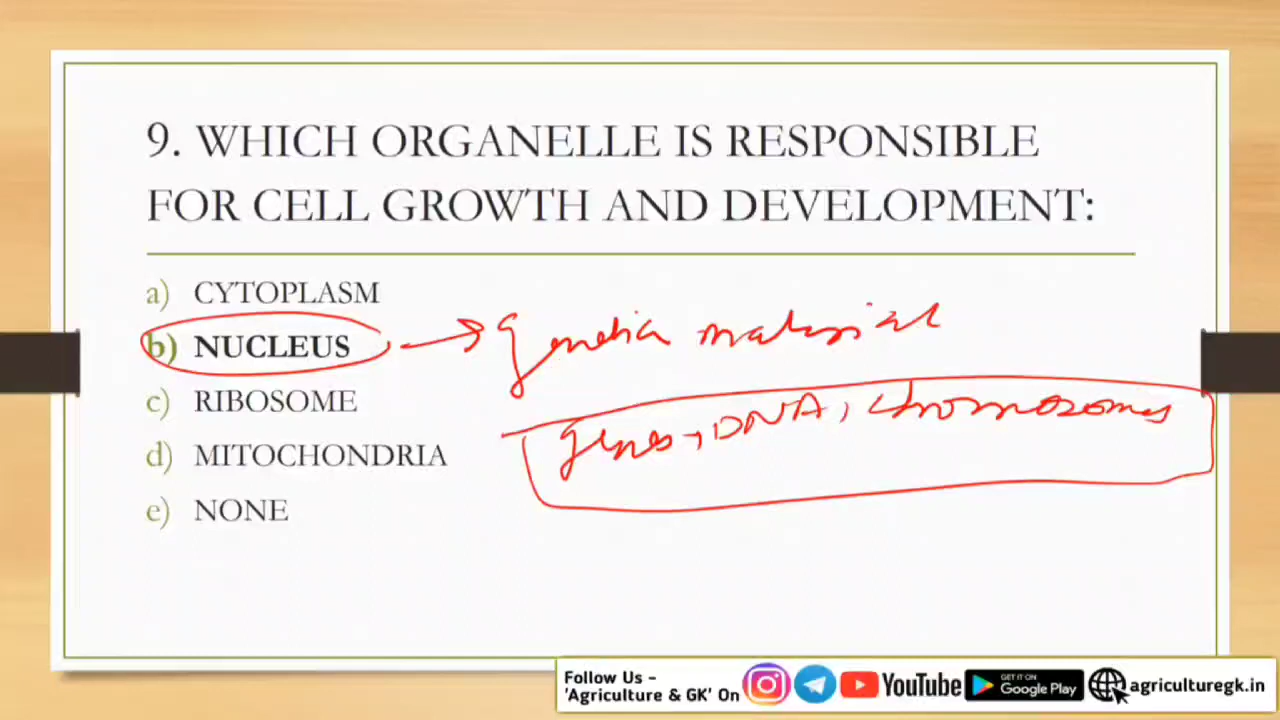 9. WHICH ORGANELLE IS RESPONSIBLE
FOR CELL GROWTH AND DEVELOPMENT:
a) CYTOPLASM
b) NUCLEUS → genetic material
c) RIBOSOME
genes, DNA, chromosomes
d) MITOCHONDRIA
e) NONE
Follow Us –
'Agriculture & GK' On
YouTube
GET IT ON
Google Play
agriculturegk.in